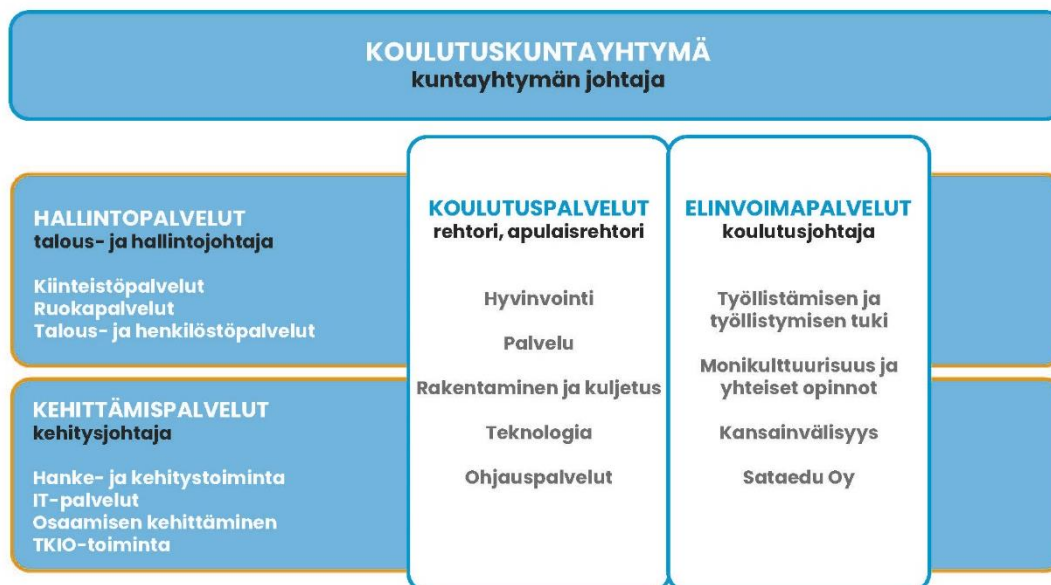 KOULUTUSKUNTAYHTYMÄ
kuntayhtymän johtaja
HALLINTOPALVELUT
talous- ja hallintojohtaja
Kiinteistöpalvelut
Ruokapalvelut
Talous- ja henkilöstöpalvelut
KEHITTÄMISPALVELUT
kehitysjohtaja
Hanke- ja kehitystoiminta
IT-palvelut
Osaamisen kehittäminen
TKIO-toiminta
KOULUTUSPALVELUT
rehtori, apulaisrehtori
Hyvinvointi
Palvelu
Rakentaminen ja kuljetus
Teknologia
Ohjauspalvelut
ELINVOIMAPALVELUT
koulutusjohtaja
Työllistämisen ja
työllistymisen tuki
Monikulttuurisuus ja
yhteiset opinnot
Kansainvälisyys
Sataedu Oy